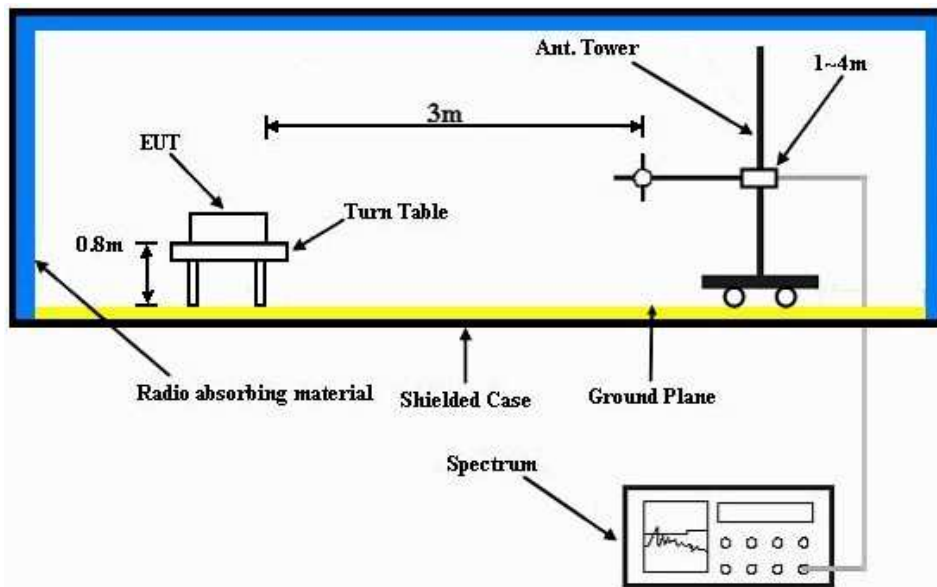 Ant. Tower
1~4m
3m
EUT
Turn Table
0.8m
Radio absorbing material
Shielded Case
Ground Plane
Spectrum